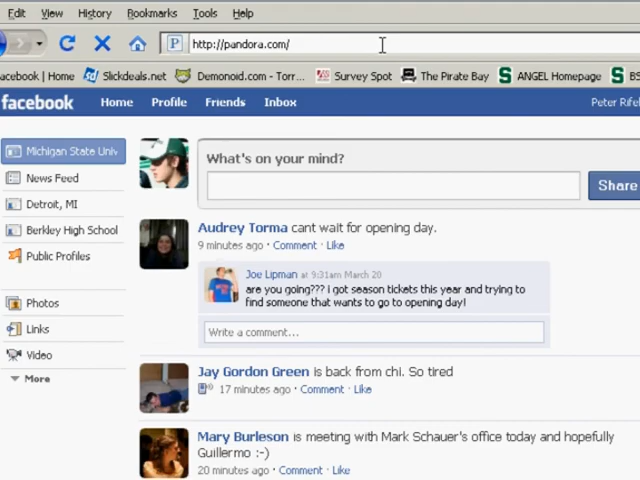 Edit View History Bookmarks Tools Help
http://pandora.com/
acebook | Home Slickdeals.net Demonoid.com - Torr... Survey Spot The Pirate Bay ANGEL Homepage BS
facebook Home Profile Friends Inbox Peter Rifel
Michigan State Univ
News Feed
Detroit, MI
Berkley High School
Public Profiles
Photos
Links
Video
More
What's on your mind?
Share
Audrey Torma cant wait for opening day.
9 minutes ago · Comment · Like
Joe Lipman at 9:31am March 20
are you going??? i got season tickets this year and trying to
find someone that wants to go to opening day!
Write a comment...
Jay Gordon Green is back from chi. So tired
17 minutes ago · Comment · Like
Mary Burleson is meeting with Mark Schauer's office today and hopefully
Guillermo :-)
20 minutes ago · Comment · Like